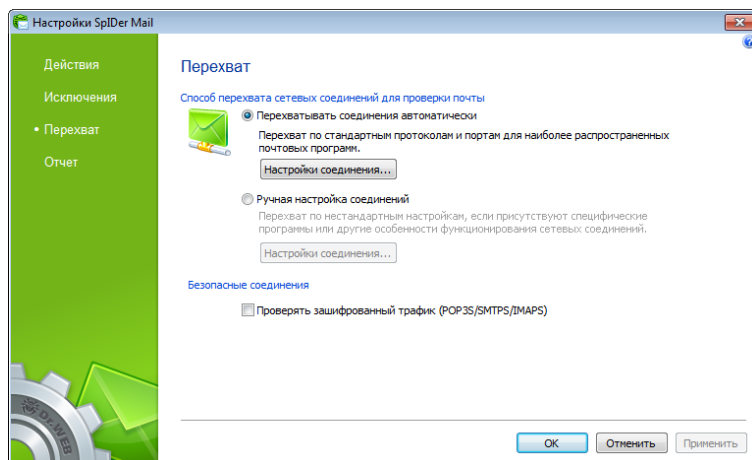 Настройки SpIDer Mail
Действия
Исключения
• Перехват
Отчет
Перехват
Способ перехвата сетевых соединений для проверки почты
Перехватывать соединения автоматически
Перехват по стандартным протоколам и портам для наиболее распространенных
почтовых программ.
Настройки соединения...
Ручная настройка соединений
Перехват по нестандартным настройкам, если присутствуют специфические
программы или другие особенности функционирования сетевых соединений.
Настройки соединения...
Безопасные соединения
Проверять зашифрованный трафик (POP3S/SMTPS/IMAPS)
Dr.WEB
OK
Отменить
Применить